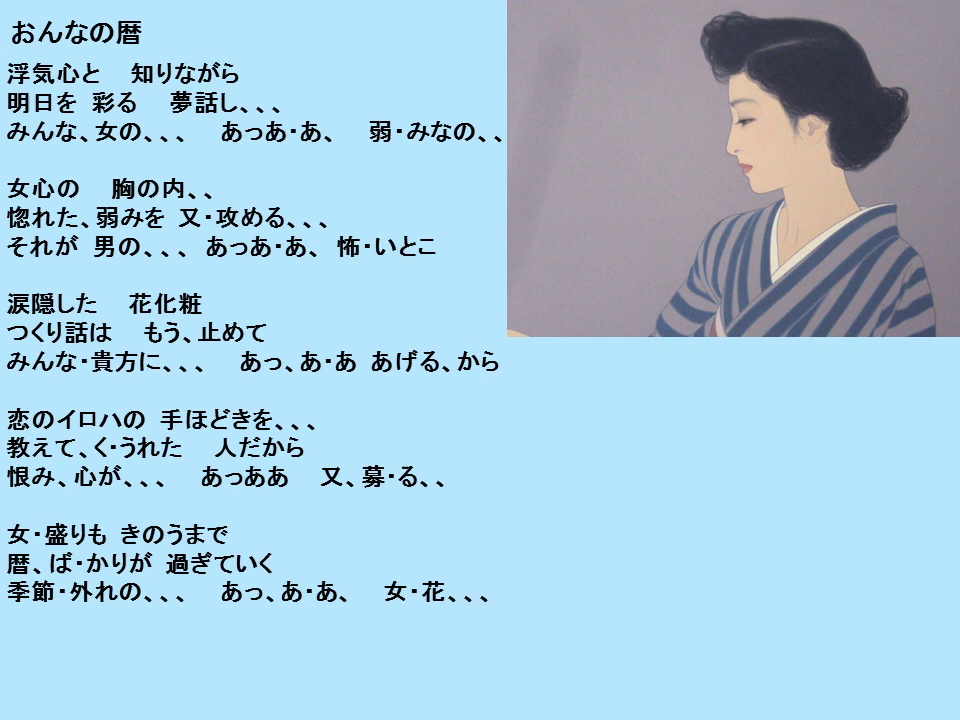 おんなの暦
浮気心と　知りながら
明日を 彩る　夢話し、、、
みんな、女の、、、　あっあ・あ、　弱・みなの、、
女心の　胸の内、、
惚れた、弱みを 又・攻める、、、
それが 男の、、、 あっあ・あ、 怖・いとこ
涙隠した　花化粧
つくり話は　もう、止めて
みんな・貴方に、、、　あっ、あ・あ あげる、から
恋のイロハの 手ほどきを、、、
教えて、く・うれた　人だから
恨み、心が、、、　あっああ　又、募・る、、
女・盛りも きのうまで
暦、ば・かりが 過ぎていく
季節・外れの、、、　あっ、あ・あ、　女・花、、、